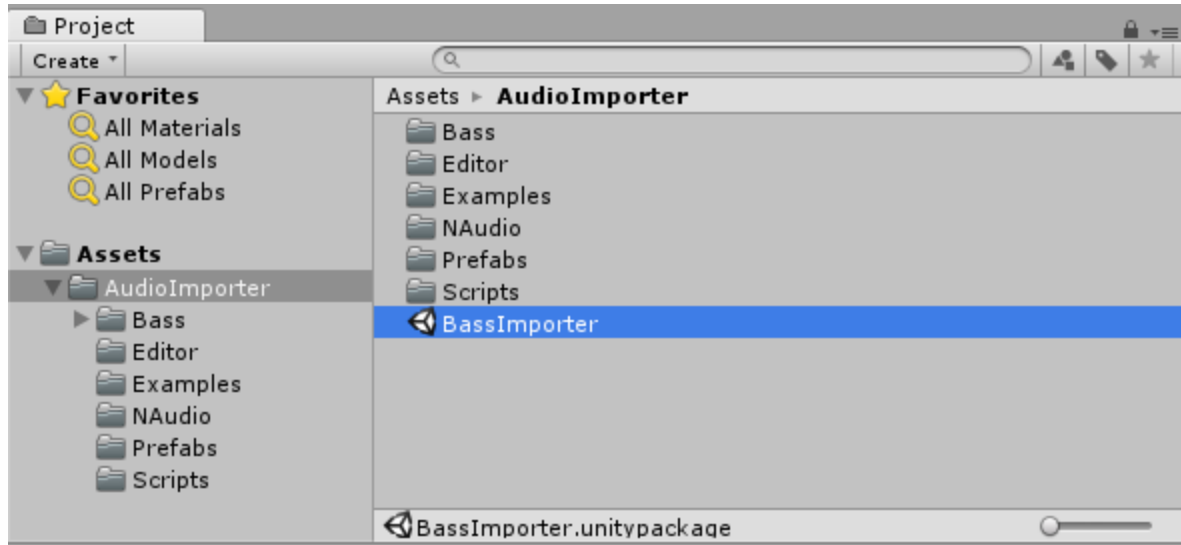 Project
Create
Favorites
All Materials
All Models
All Prefabs
Assets
AudioImporter
Bass
Editor
Examples
NAudio
Prefabs
Scripts
Assets ▸ AudioImporter
Bass
Editor
Examples
NAudio
Prefabs
Scripts
BassImporter
BassImporter.unitypackage